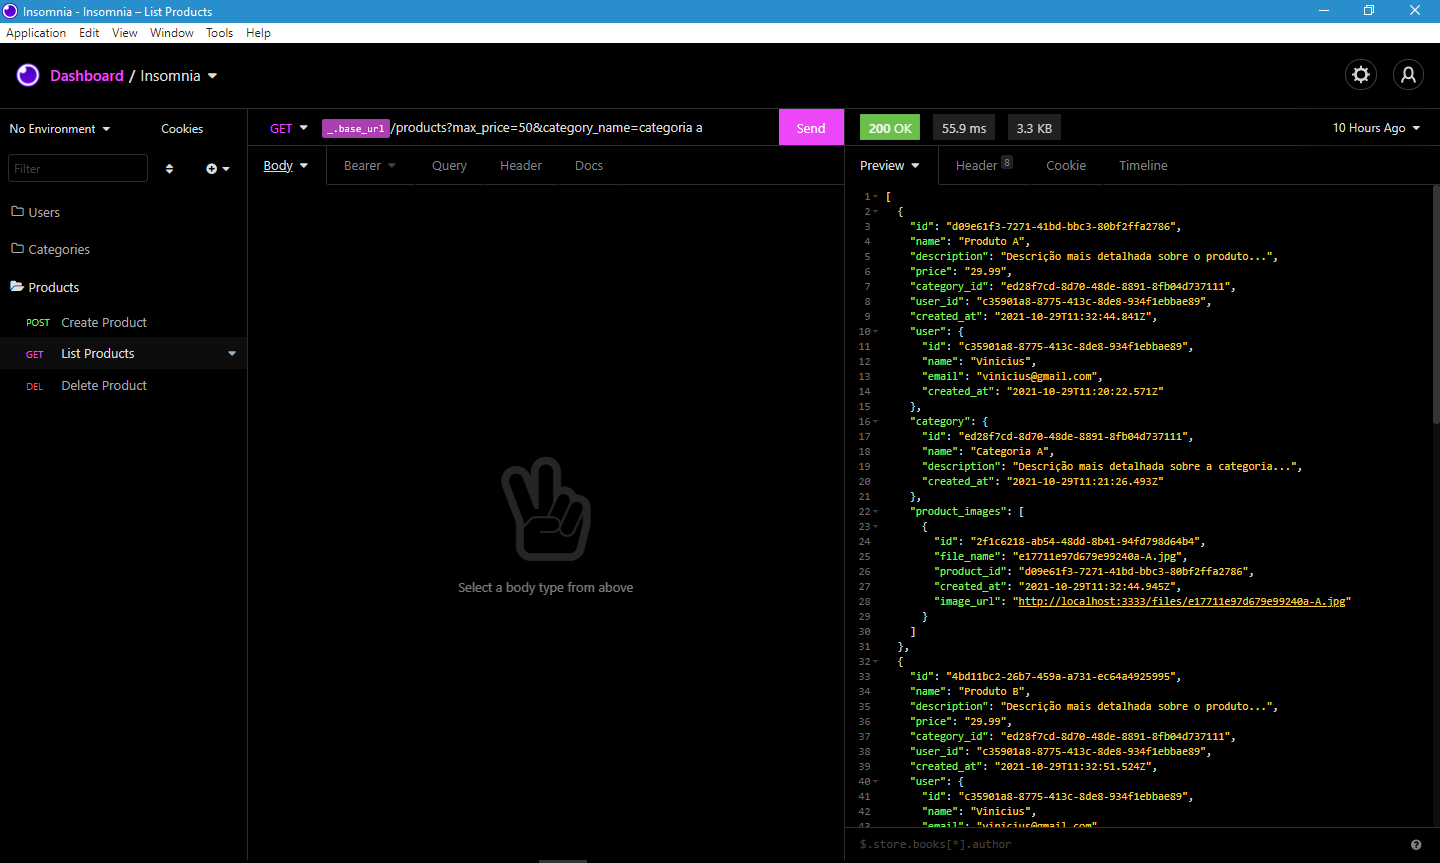 Insomnia - Insomnia – List Products
Application Edit View Window Tools Help
Dashboard / Insomnia
No Environment Cookies
Filter
Users
Categories
Products
POST Create Product
GET List Products
DEL Delete Product
GET _.base_url /products?max_price=50&category_name=categoria a Send
Body Bearer Query Header Docs
Select a body type from above
200 OK 55.9 ms 3.3 KB 10 Hours Ago
Preview Header 8 Cookie Timeline
1 [
2 {
3 "id": "d09e61f3-7271-41bd-bbc3-80bf2ffa2786",
4 "name": "Produto A",
5 "description": "Descrição mais detalhada sobre o produto...",
6 "price": "29.99",
7 "category_id": "ed28f7cd-8d70-48de-8891-8fb04d737111",
8 "user_id": "c35901a8-8775-413c-8de8-934f1ebbae89",
9 "created_at": "2021-10-29T11:32:44.841Z",
10 "user": {
11 "id": "c35901a8-8775-413c-8de8-934f1ebbae89",
12 "name": "Vinicius",
13 "email": "vinicius@gmail.com",
14 "created_at": "2021-10-29T11:20:22.571Z"
15 },
16 "category": {
17 "id": "ed28f7cd-8d70-48de-8891-8fb04d737111",
18 "name": "Categoria A",
19 "description": "Descrição mais detalhada sobre a categoria...",
20 "created_at": "2021-10-29T11:21:26.493Z"
21 },
22 "product_images": [
23 {
24 "id": "2f1c6218-ab54-48dd-8b41-94fd798d64b4",
25 "file_name": "e17711e97d679e99240a-A.jpg",
26 "product_id": "d09e61f3-7271-41bd-bbc3-80bf2ffa2786",
27 "created_at": "2021-10-29T11:32:44.945Z",
28 "image_url": "http://localhost:3333/files/e17711e97d679e99240a-A.jpg"
29 }
30 ]
31 },
32 {
33 "id": "4bd11bc2-26b7-459a-a731-ec64a4925995",
34 "name": "Produto B",
35 "description": "Descrição mais detalhada sobre o produto...",
36 "price": "29.99",
37 "category_id": "ed28f7cd-8d70-48de-8891-8fb04d737111",
38 "user_id": "c35901a8-8775-413c-8de8-934f1ebbae89",
39 "created_at": "2021-10-29T11:32:51.524Z",
40 "user": {
41 "id": "c35901a8-8775-413c-8de8-934f1ebbae89",
42 "name": "Vinicius",
43 "email": "vinicius@gmail.com"
$.store.books[*].author